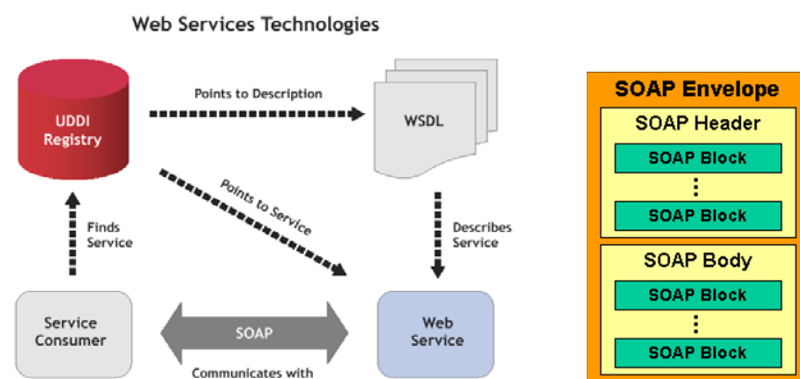 Web Services Technologies
UDDI
Registry
Points to Description
WSDL
Points to Service
Finds
Service
Describes
Service
Service
Consumer
SOAP
Communicates with
Web
Service
SOAP Envelope
SOAP Header
SOAP Block
SOAP Block
SOAP Body
SOAP Block
SOAP Block